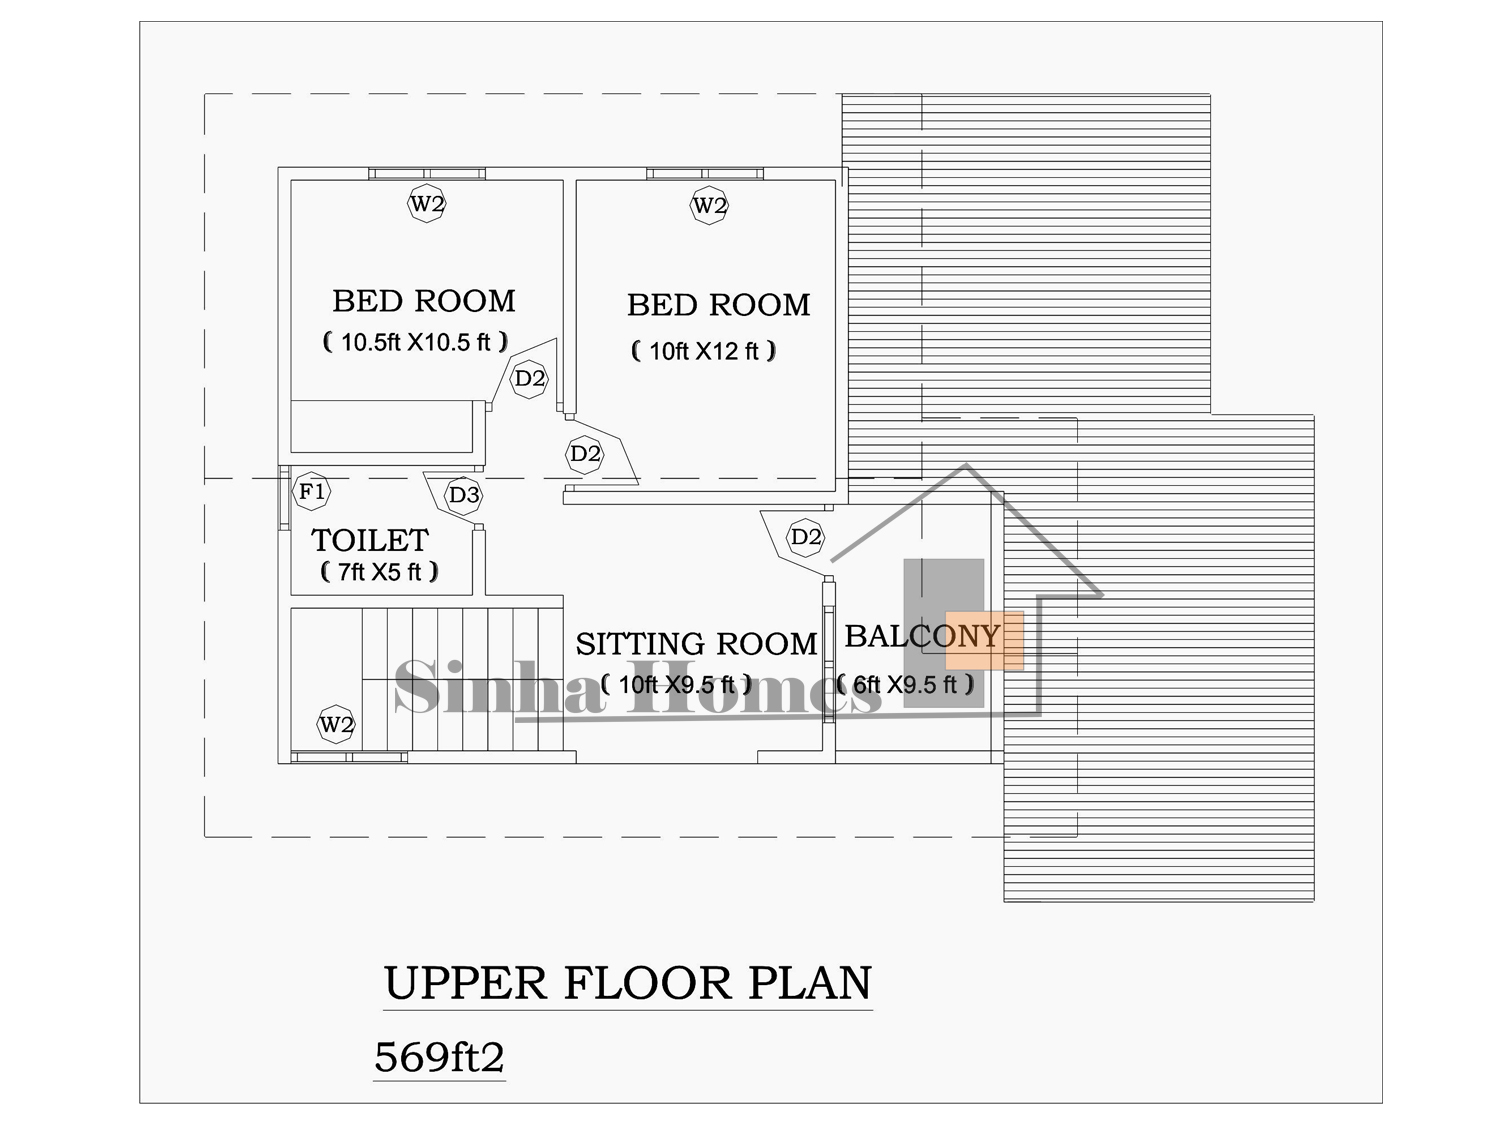 W2
W2
BED ROOM
( 10.5ft X10.5 ft )
BED ROOM
( 10ft X12 ft )
D2
D2
F1
D3
TOILET
( 7ft X5 ft )
D2
SITTING ROOM
( 10ft X9.5 ft )
BALCONY
( 6ft X9.5 ft )
Sinha Homes
W2
UPPER FLOOR PLAN
569ft2